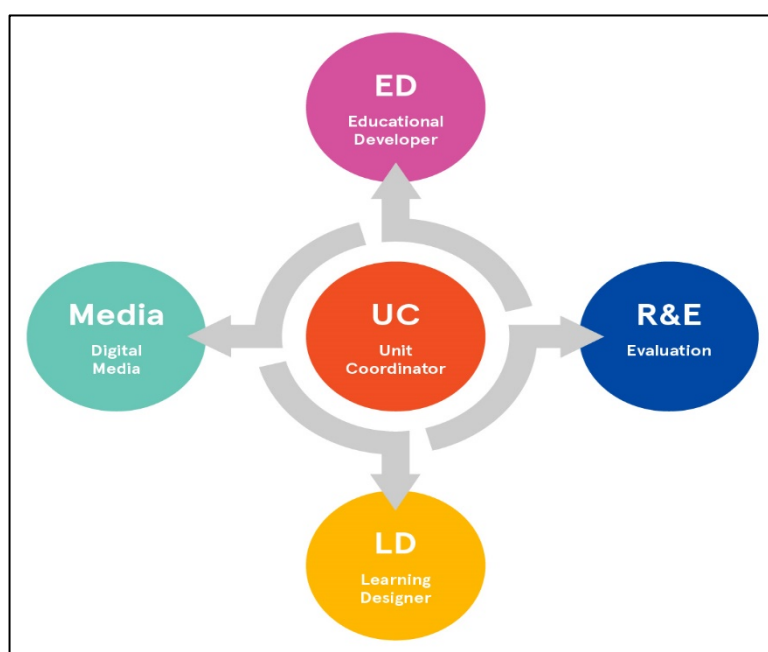 ED
Educational
Developer
Media
Digital
Media
UC
Unit
Coordinator
R&E
Evaluation
LD
Learning
Designer